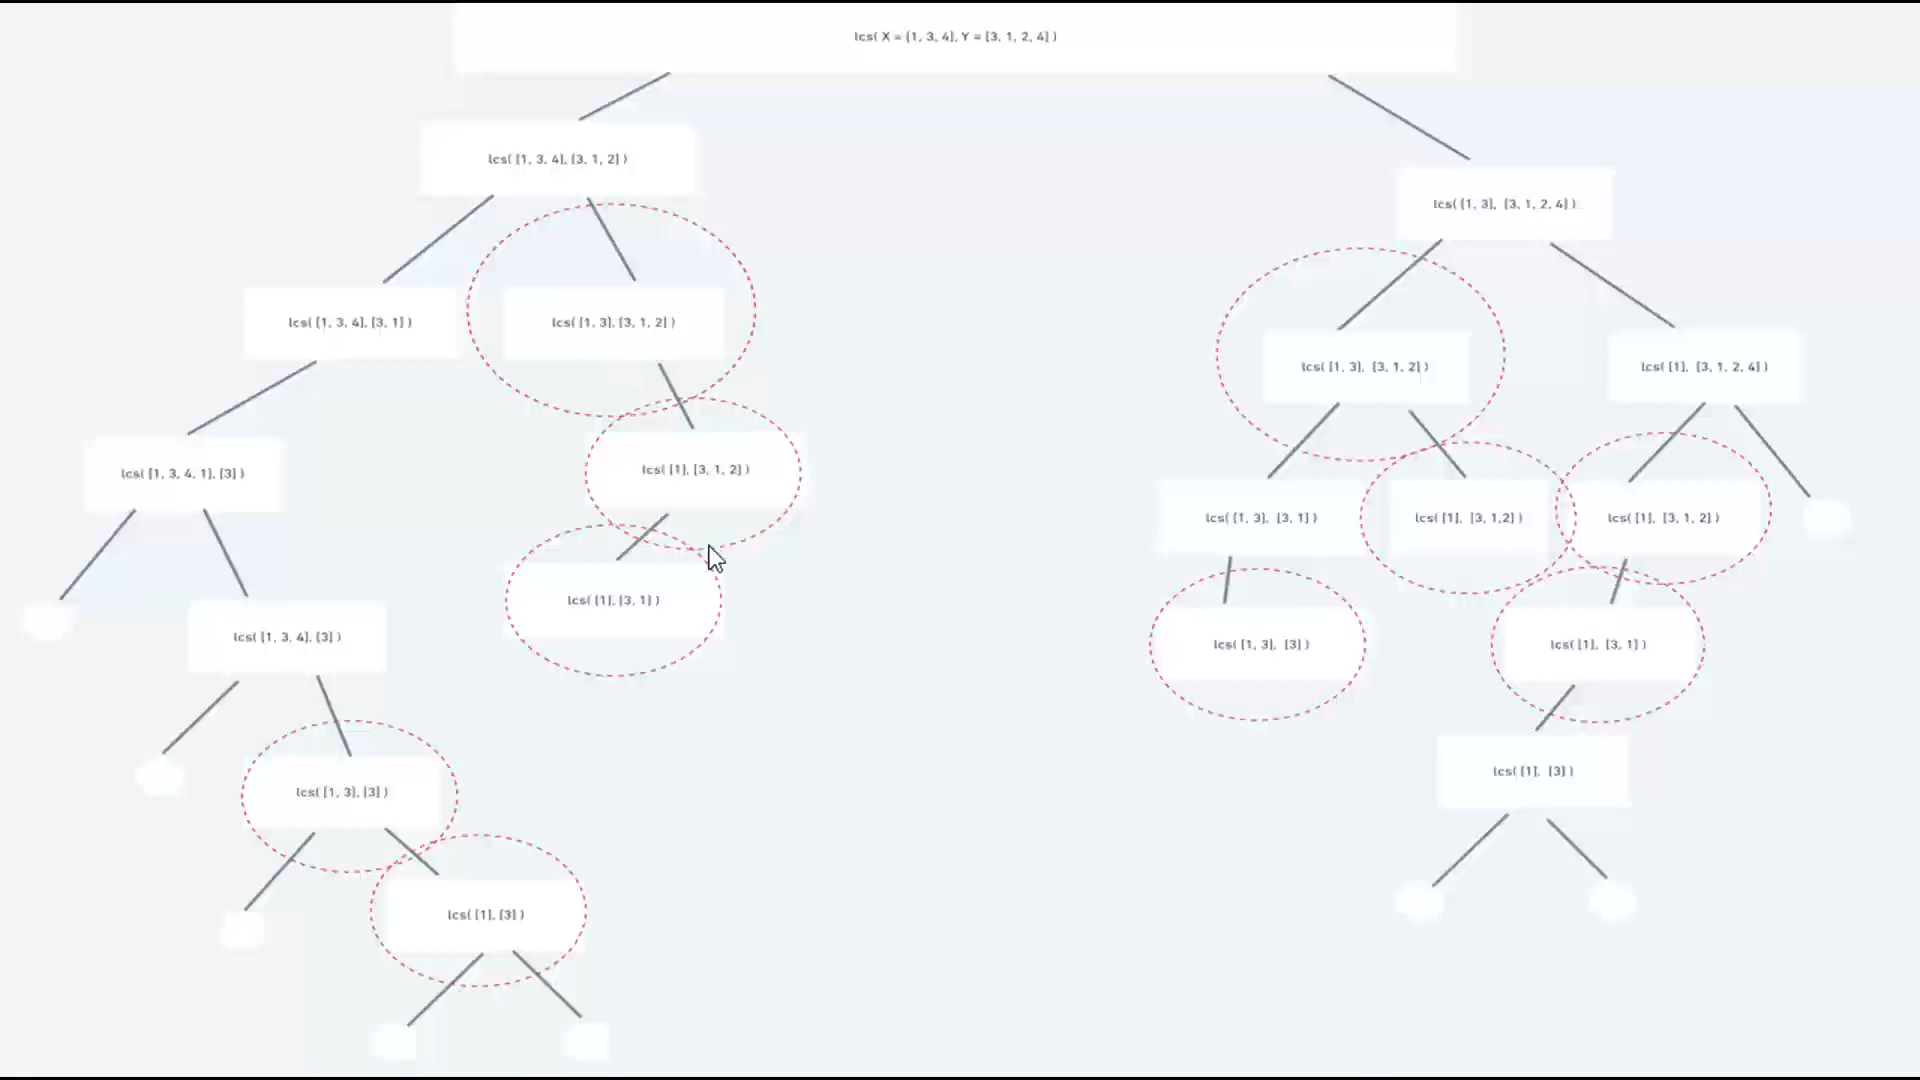 lcs( X = [1, 3, 4], Y = [3, 1, 2, 4] )
lcs( [1, 3, 4], [3, 1, 2] )
lcs( [1, 3], [3, 1, 2, 4] )
lcs( [1, 3, 4], [3, 1] )
lcs( [1, 3], [3, 1, 2] )
lcs( [1, 3], [3, 1, 2] )
lcs( [1], [3, 1, 2, 4] )
lcs( [1, 3, 4, 1], [3] )
lcs( [1], [3, 1, 2] )
lcs( [1, 3], [3, 1] )
lcs( [1], [3, 1,2] )
lcs( [1], [3, 1, 2] )
lcs( [1], [3, 1] )
lcs( [1, 3, 4], [3] )
lcs( [1, 3], [3] )
lcs( [1], [3, 1] )
lcs( [1, 3], [3] )
lcs( [1], [3] )
lcs( [1], [3] )